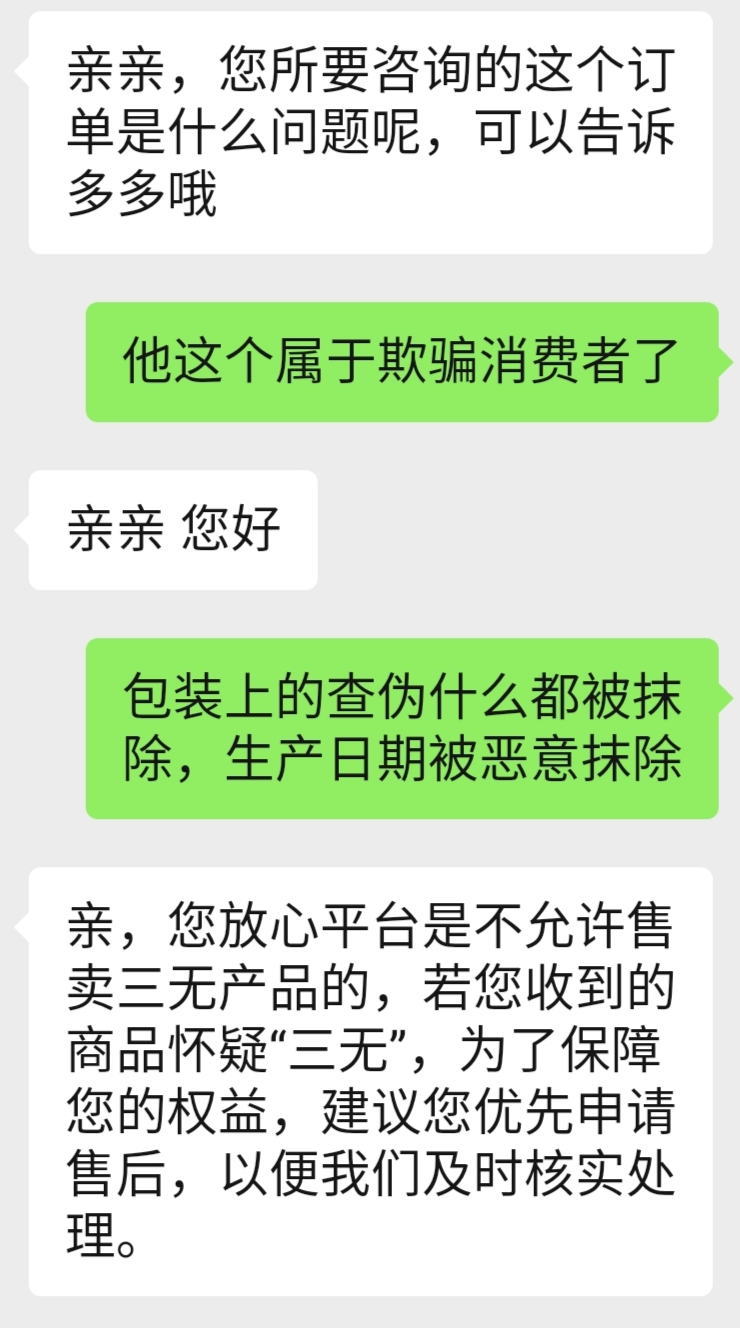 亲亲，您所要咨询的这个订
单是什么问题呢，可以告诉
多多哦
他这个属于欺骗消费者了
亲亲 您好
包装上的查伪什么都被抹
除，生产日期被恶意抹除
亲，您放心平台是不允许售
卖三无产品的，若您收到的
商品怀疑“三无”，为了保障
您的权益，建议您优先申请
售后，以便我们及时核实处
理。